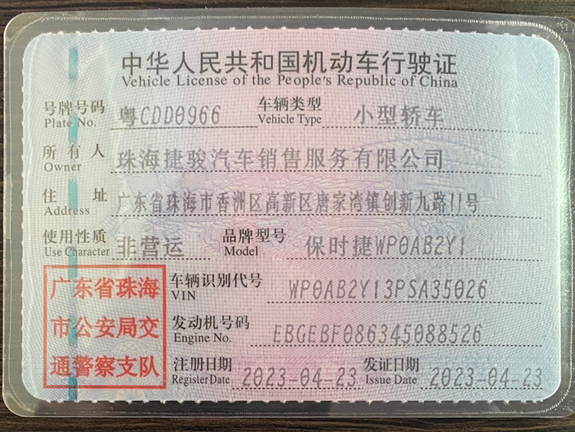 中华人民共和国机动车行驶证
Vehicle License of the People's Republic of China
号牌号码 粤CDD0966 车辆类型 小型轿车
Plate No. Vehicle Type
所有人 珠海捷骏汽车销售服务有限公司
Owner
住址 广东省珠海市香洲区高新区唐家湾镇创新九路11号
Address
使用性质 非营运 品牌型号 保时捷WP0AB2Y1
Use Character Model
广东省珠海
市公安局交
通警察支队
车辆识别代号 WP0AB2Y13PSA35026
VIN
发动机号码 EBGEBF086345088526
Engine No.
注册日期 2023-04-23 发证日期 2023-04-23
Register Date Issue Date